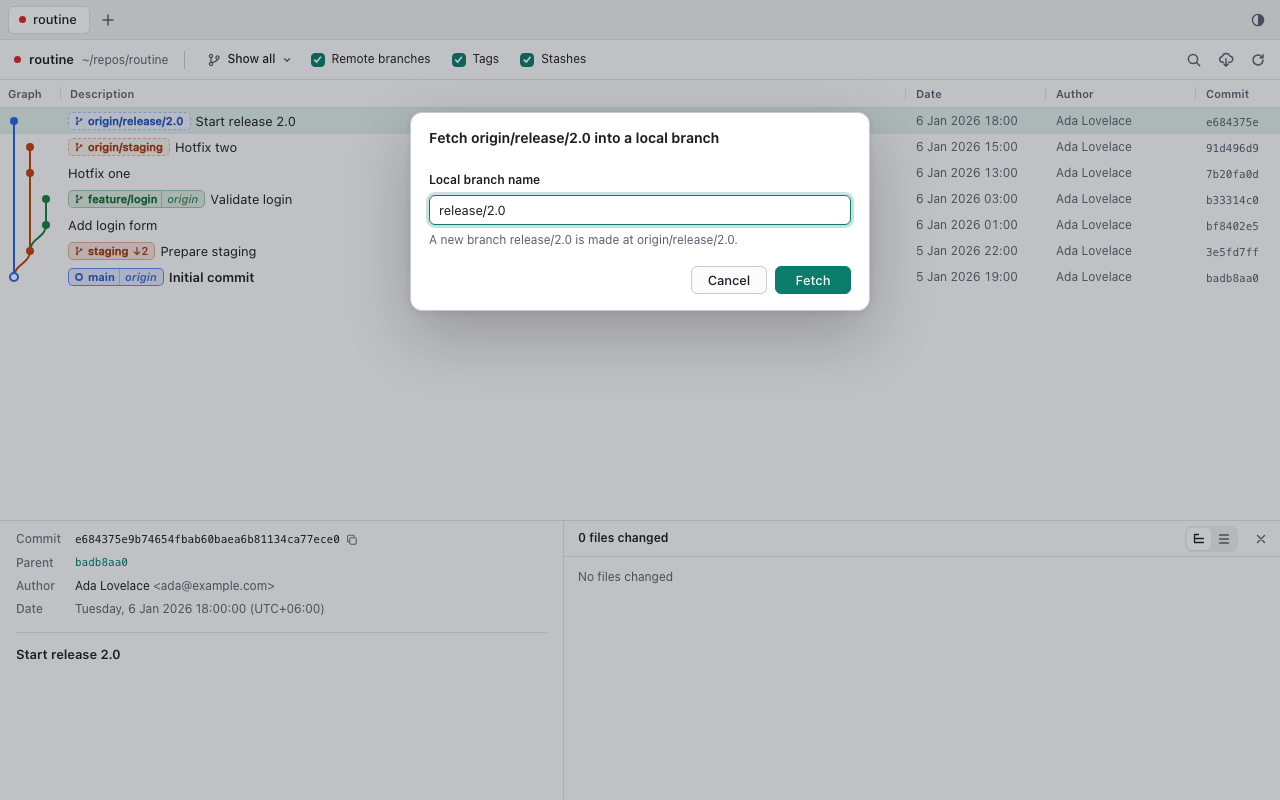 routine
routine ~/repos/routine Show all Remote branches Tags Stashes
Graph Description Date Author Commit
origin/release/2.0 Start release 2.0 6 Jan 2026 18:00 Ada Lovelace e684375e
origin/staging Hotfix two 6 Jan 2026 15:00 Ada Lovelace 91d496d9
Hotfix one 6 Jan 2026 13:00 Ada Lovelace 7b20fa0d
feature/login origin Validate login 6 Jan 2026 03:00 Ada Lovelace b33314c0
Add login form 6 Jan 2026 01:00 Ada Lovelace bf8402e5
staging ↓2 Prepare staging 5 Jan 2026 22:00 Ada Lovelace 3e5fd7ff
main origin Initial commit 5 Jan 2026 19:00 Ada Lovelace badb8aa0
Fetch origin/release/2.0 into a local branch
Local branch name
release/2.0
A new branch release/2.0 is made at origin/release/2.0.
Cancel Fetch
Commit e684375e9b74654fbab60baea6b81134ca77ece0
Parent badb8aa0
Author Ada Lovelace <ada@example.com>
Date Tuesday, 6 Jan 2026 18:00:00 (UTC+06:00)
Start release 2.0
0 files changed
No files changed